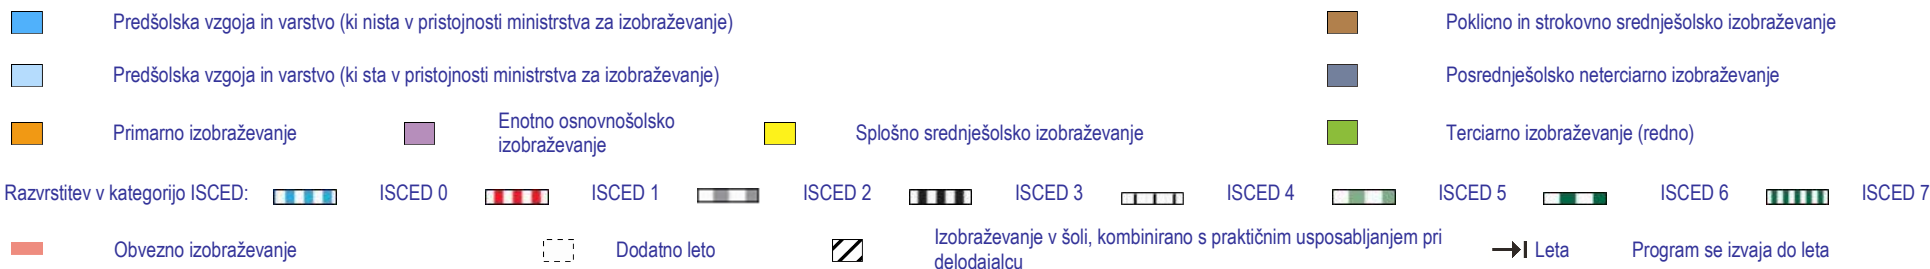 Predšolska vzgoja in varstvo (ki nista v pristojnosti ministrstva za izobraževanje)
Poklicno in strokovno srednješolsko izobraževanje
Predšolska vzgoja in varstvo (ki sta v pristojnosti ministrstva za izobraževanje)
Posrednješolsko neterciarno izobraževanje
Primarno izobraževanje
Enotno osnovnošolsko
izobraževanje
Splošno srednješolsko izobraževanje
Terciarno izobraževanje (redno)
Razvrstitev v kategorijo ISCED: ISCED 0 ISCED 1 ISCED 2 ISCED 3 ISCED 4 ISCED 5 ISCED 6 ISCED 7
Obvezno izobraževanje
Dodatno leto
Izobraževanje v šoli, kombinirano s praktičnim usposabljanjem pri
delodajalcu
Leta
Program se izvaja do leta